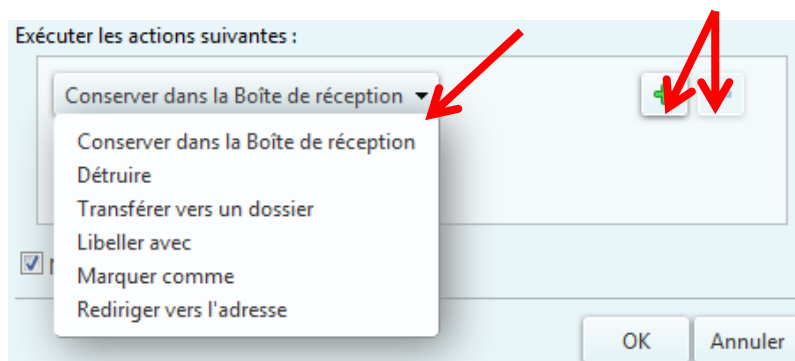 Exécuter les actions suivantes :
Conserver dans la Boîte de réception
Conserver dans la Boîte de réception
Détruire
Transférer vers un dossier
Libeller avec
Marquer comme
Rediriger vers l'adresse
OK Annuler